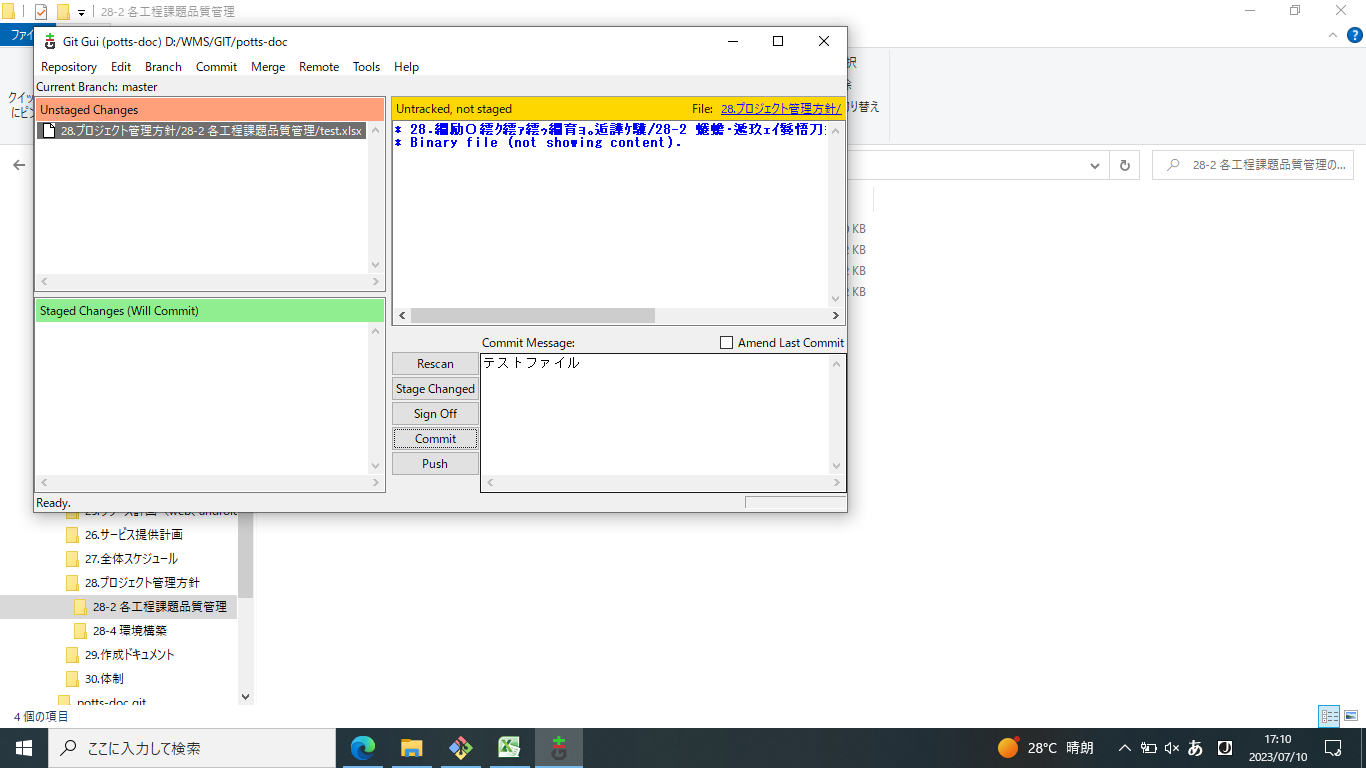 28-2 各工程課題品質管理
Git Gui (potts-doc) D:/WMS/GIT/potts-doc
Repository Edit Branch Commit Merge Remote Tools Help
Current Branch: master
Unstaged Changes
28.プロジェクト管理方針/28-2 各工程課題品質管理/test.xlsx
Untracked, not staged
File: 28.プロジェクト管理方針/
* Binary file (not showing content).
Staged Changes (Will Commit)
Commit Message:
Amend Last Commit
テストファイル
Rescan
Stage Changed
Sign Off
Commit
Push
Ready.
28-2 各工程課題品質管理の...
KB
KB
KB
KB
26.サービス提供計画
27.全体スケジュール
28.プロジェクト管理方針
28-2 各工程課題品質管理
28-4 環境構築
29.作成ドキュメント
30.体制
potts-doc.git
4 個の項目
ここに入力して検索
28°C 晴朗
あ
17:10
2023/07/10